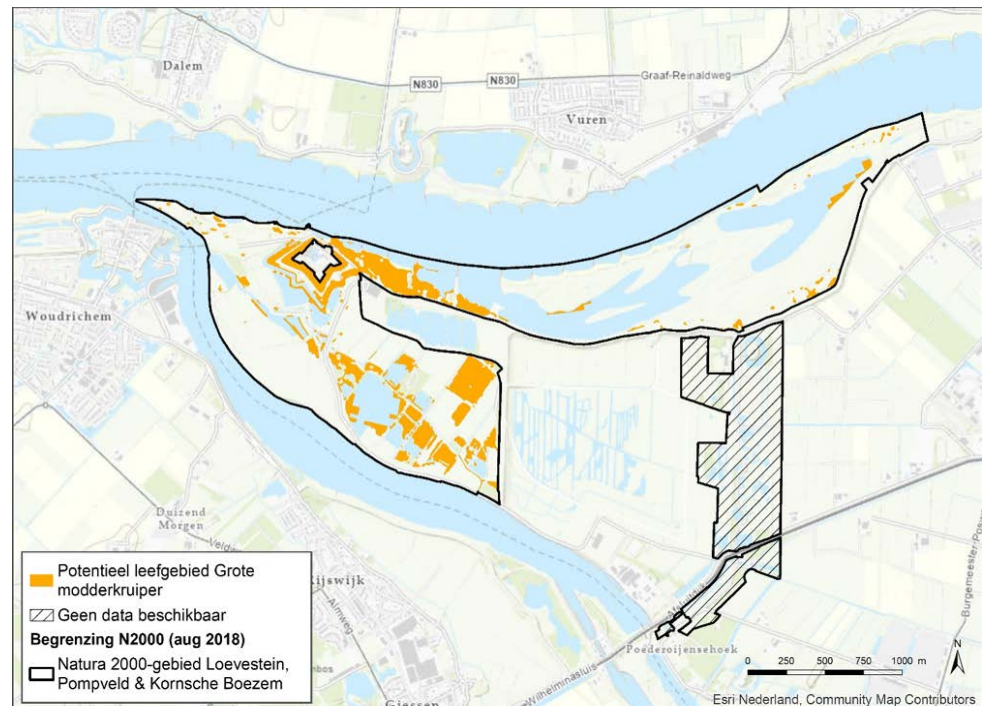 Dalem
N830
N830
Graaf-Reinaldweg
Vuren
Woudrichem
Duizend
Morgen
Rijswijk
Almweg
Giessen
Wilhelminasluis
Poederoijensehoek
Potentieel leefgebied Grote
modderkruiper
Geen data beschikbaar
Begrenzing N2000 (aug 2018)
Natura 2000-gebied Loevestein,
Pompveld & Kornsche Boezem
0 250 500 750 1000 m
N
Esri Nederland, Community Map Contributors